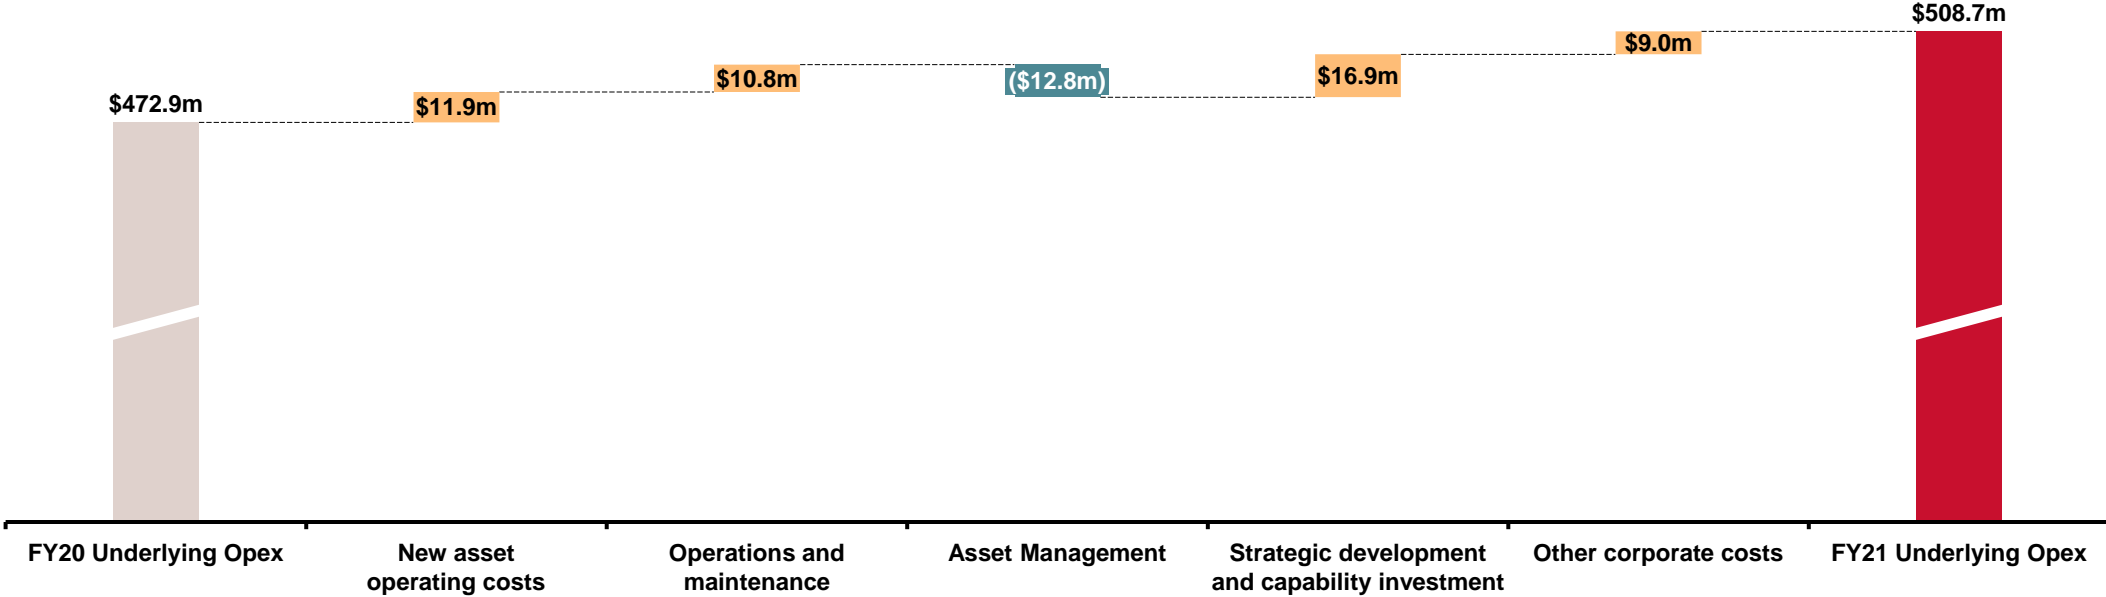 $508.7m
$9.0m
$16.9m
$10.8m
($12.8m)
$11.9m
$472.9m
FY20 Underlying Opex
New asset
operating costs
Operations and
maintenance
Asset Management
Strategic development
and capability investment
Other corporate costs
FY21 Underlying Opex